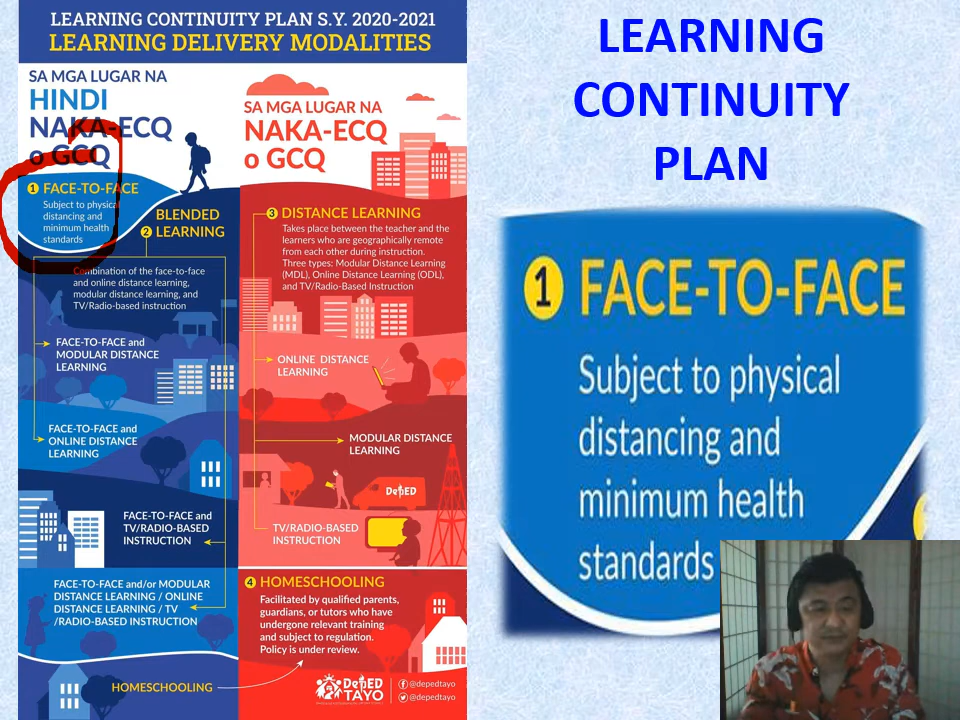 LEARNING CONTINUITY PLAN S.Y. 2020-2021
LEARNING DELIVERY MODALITIES
SA MGA LUGAR NA
HINDI
NAKA-ECQ
o GCQ
1 FACE-TO-FACE
Subject to physical
distancing and
minimum health
standards
BLENDED
2 LEARNING
Combination of the face-to-face
and online distance learning,
modular distance learning, and
TV/Radio-based instruction
FACE-TO-FACE and
MODULAR DISTANCE
LEARNING
FACE-TO-FACE and
ONLINE DISTANCE
LEARNING
FACE-TO-FACE and
TV/RADIO-BASED
INSTRUCTION
FACE-TO-FACE and/or MODULAR
DISTANCE LEARNING / ONLINE
DISTANCE LEARNING / TV
/RADIO-BASED INSTRUCTION
HOMESCHOOLING
SA MGA LUGAR NA
NAKA-ECQ
o GCQ
3 DISTANCE LEARNING
Takes place between the teacher and the
learners who are geographically remote
from each other during instruction.
Three types: Modular Distance Learning
(MDL), Online Distance Learning (ODL),
and TV/Radio-Based Instruction
ONLINE DISTANCE
LEARNING
MODULAR DISTANCE
LEARNING
DepED
TV/RADIO-BASED
INSTRUCTION
4 HOMESCHOOLING
Facilitated by qualified parents,
guardians, or tutors who have
undergone relevant training
and subject to regulation.
Policy is under review.
DepED
TAYO
@depedtayo
@depedtayo
LEARNING
CONTINUITY
PLAN
1 FACE-TO-FACE
Subject to physical
distancing and
minimum health
standards